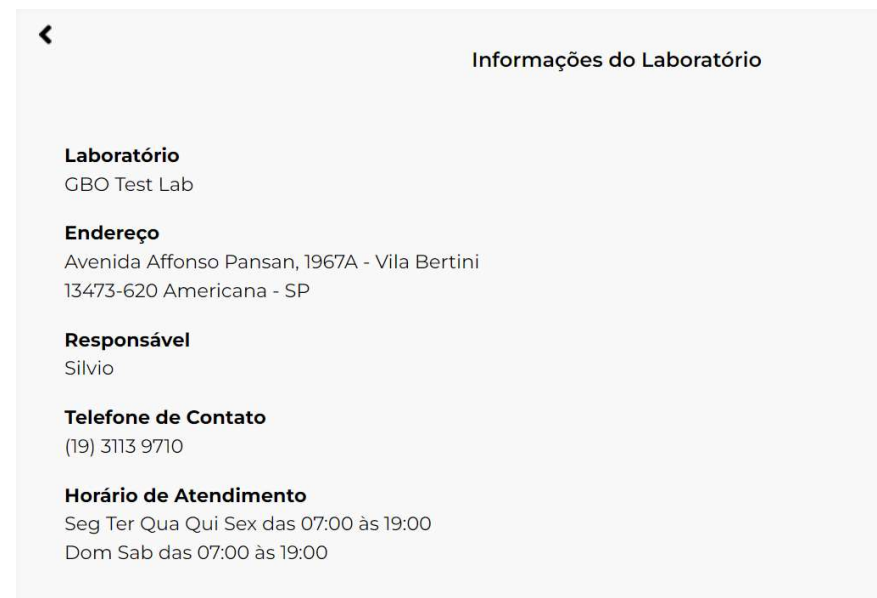 Informações do Laboratório
Laboratório
GBO Test Lab
Endereço
Avenida Affonso Pansan, 1967A - Vila Bertini
13473-620 Americana - SP
Responsável
Silvio
Telefone de Contato
(19) 3113 9710
Horário de Atendimento
Seg Ter Qua Qui Sex das 07:00 às 19:00
Dom Sab das 07:00 às 19:00